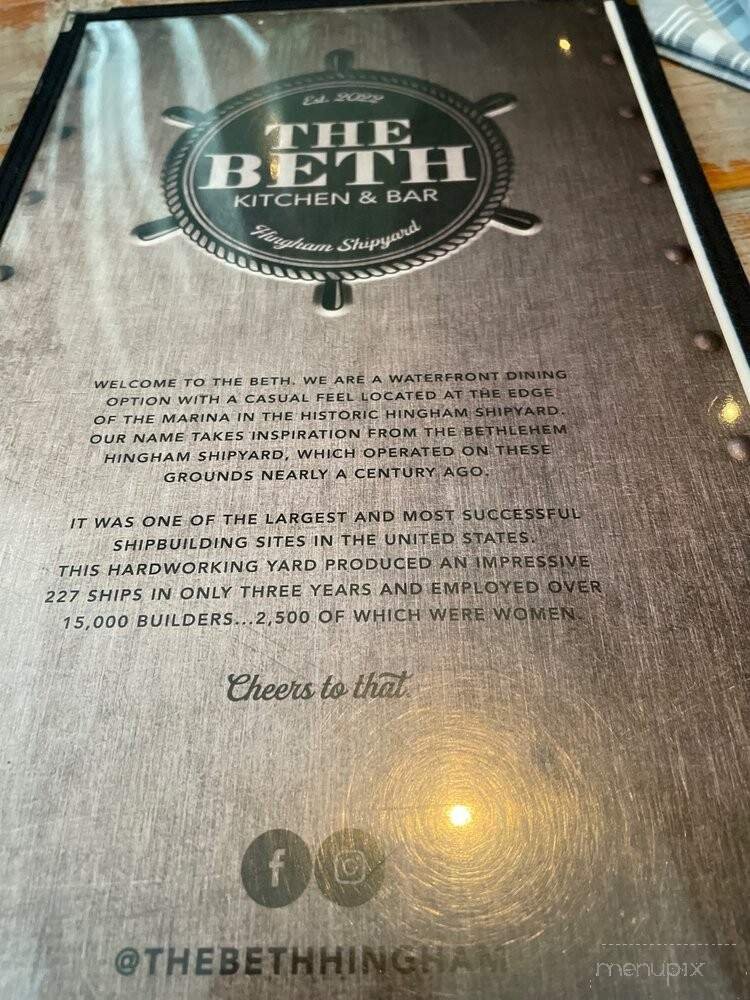 Est. 2022
THE
BETH
KITCHEN & BAR
Hingham Shipyard
WELCOME TO THE BETH. WE ARE A WATERFRONT DINING
OPTION WITH A CASUAL FEEL LOCATED AT THE EDGE
OF THE MARINA IN THE HISTORIC HINGHAM SHIPYARD.
OUR NAME TAKES INSPIRATION FROM THE BETHLEHEM
HINGHAM SHIPYARD, WHICH OPERATED ON THESE
GROUNDS NEARLY A CENTURY AGO.
IT WAS ONE OF THE LARGEST AND MOST SUCCESSFUL
SHIPBUILDING SITES IN THE UNITED STATES.
THIS HARDWORKING YARD PRODUCED AN IMPRESSIVE
227 SHIPS IN ONLY THREE YEARS AND EMPLOYED OVER
15,000 BUILDERS...2,500 OF WHICH WERE WOMEN.
Cheers to that.
f
@THEBETHHINGHAM
menupix